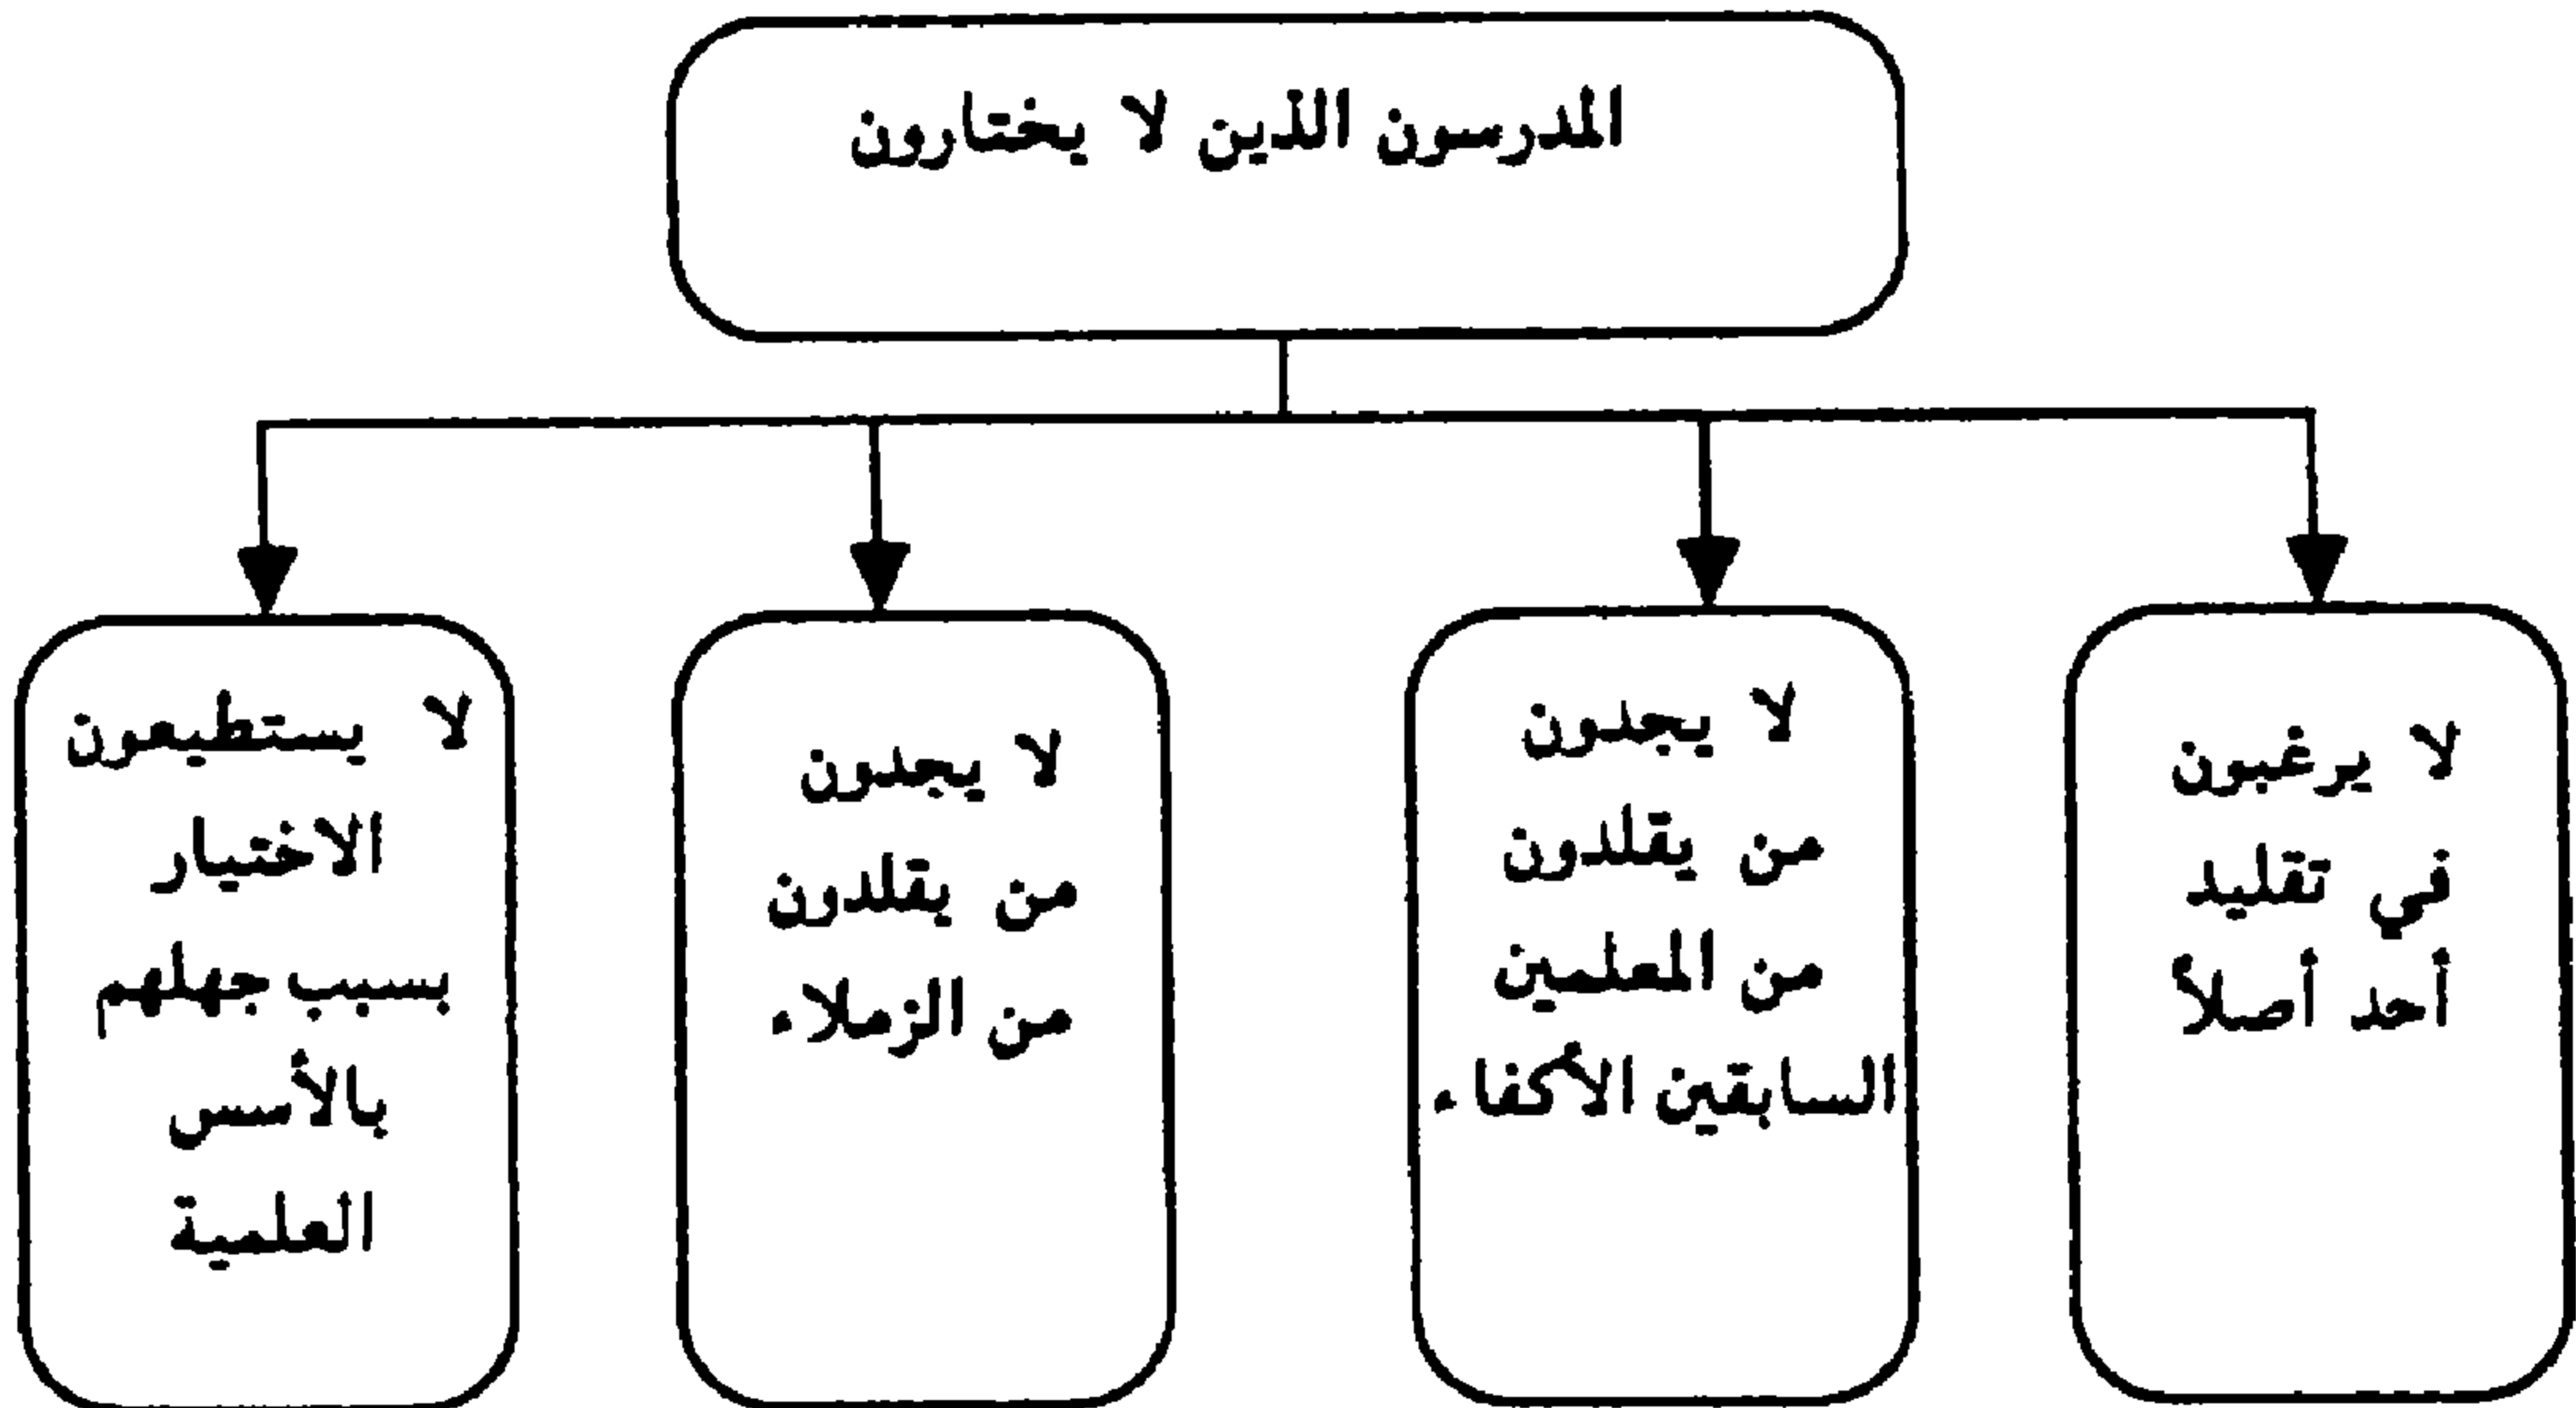 المدرسون الذين لا يختارون
لا يرغبون
في تقليد
أحد أصلاً
لا يجدون
من يقلدون
من المعلمين
السابقين الأكفاء
لا يجدون
من يقلدون
من الزملاء
لا يستطيعون
الاختيار
بسبب جهلهم
بالأسس
العلمية